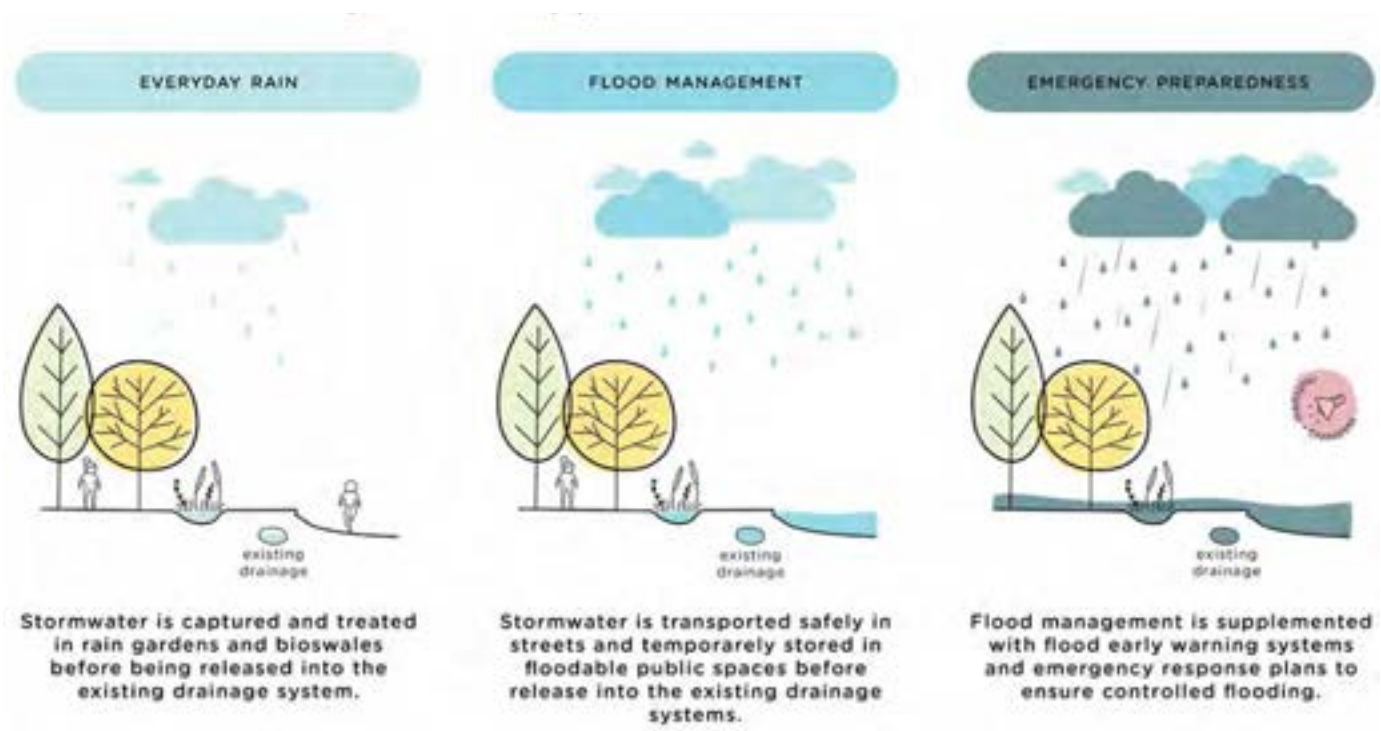 EVERYDAY RAIN
existing
drainage
Stormwater is captured and treated
in rain gardens and bioswales
before being released into the
existing drainage system.
FLOOD MANAGEMENT
existing
drainage
Stormwater is transported safely in
streets and temporarely stored in
floodable public spaces before
release into the existing drainage
systems.
EMERGENCY PREPAREDNESS
existing
drainage
Flood management is supplemented
with flood early warning systems
and emergency response plans to
ensure controlled flooding.